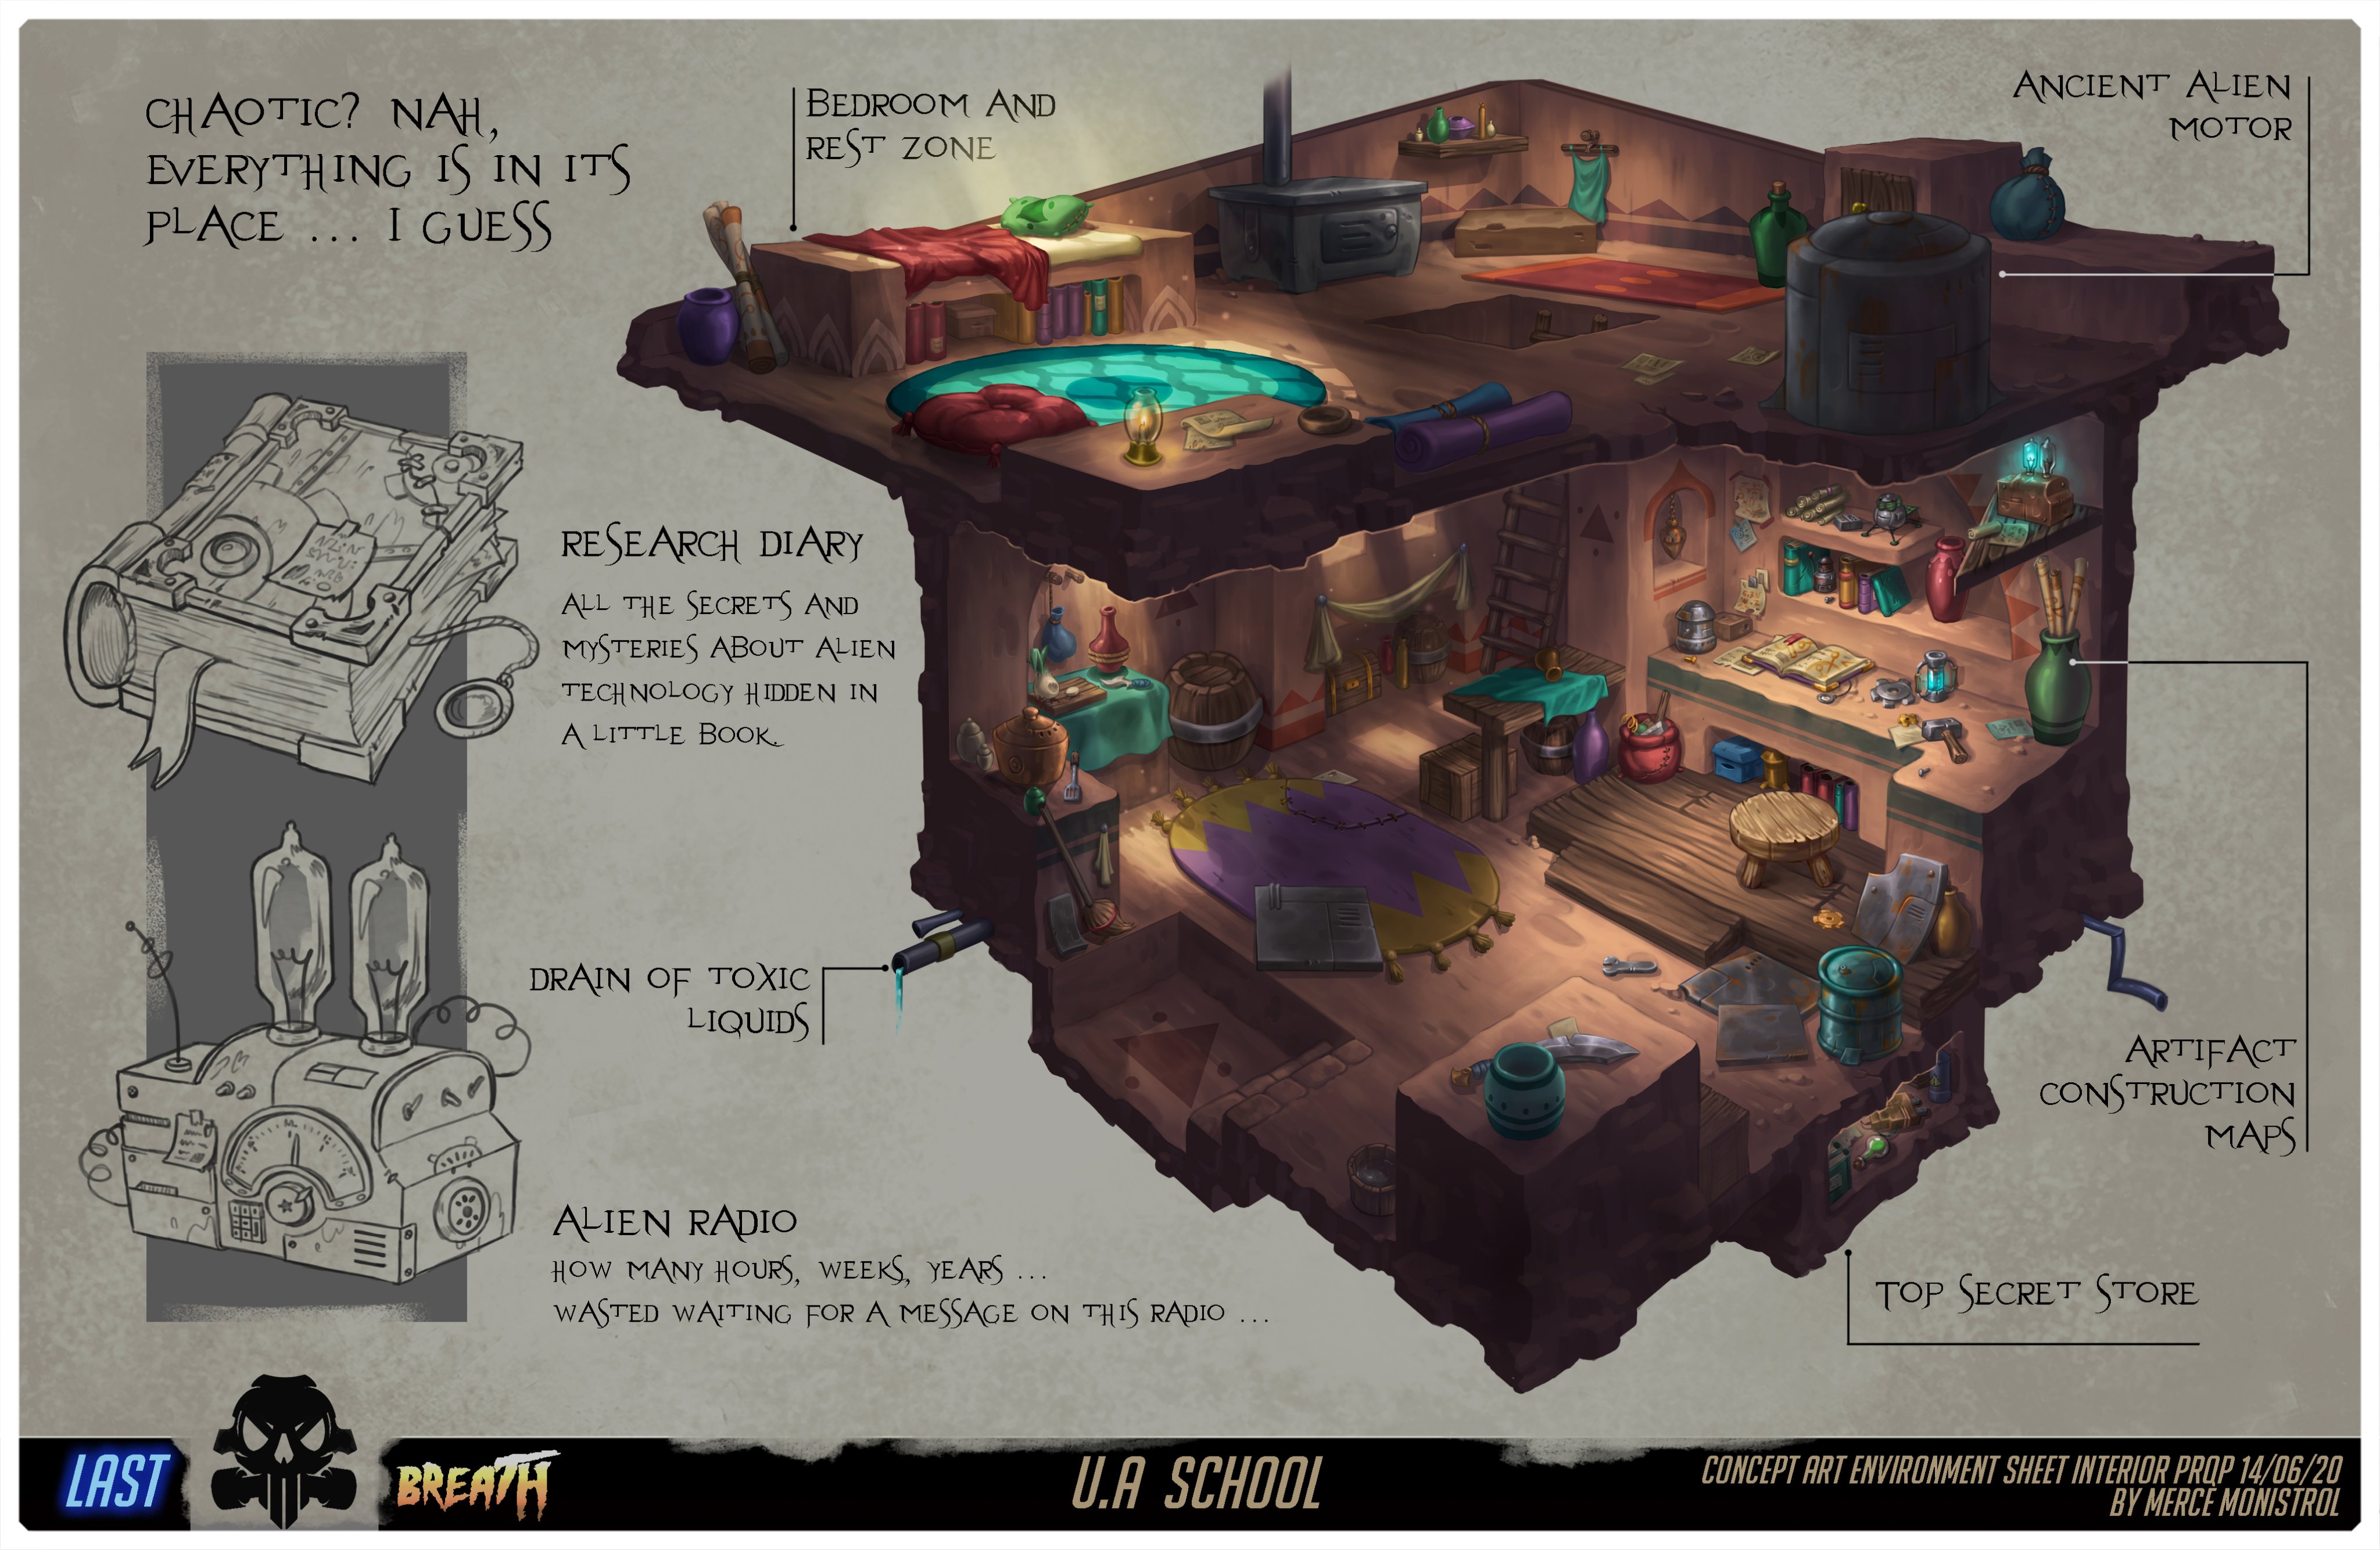 CHAOTIC? NAH,
EVERYTHING IS IN ITS
PLACE ... I GUESS
BEDROOM AND
REST ZONE
ANCIENT ALIEN
MOTOR
RESEARCH DIARY
ALL THE SECRETS AND
MYSTERIES ABOUT ALIEN
TECHNOLOGY HIDDEN IN
A LITTLE BOOK.
DRAIN OF TOXIC
LIQUIDS
ARTIFACT
CONSTRUCTION
MAPS
ALIEN RADIO
HOW MANY HOURS, WEEKS, YEARS ...
WASTED WAITING FOR A MESSAGE ON THIS RADIO ...
TOP SECRET STORE
LAST BREATH
U.A SCHOOL
CONCEPT ART ENVIRONMENT SHEET INTERIOR PROP 14/06/20
BY MERCÈ MONISTROL